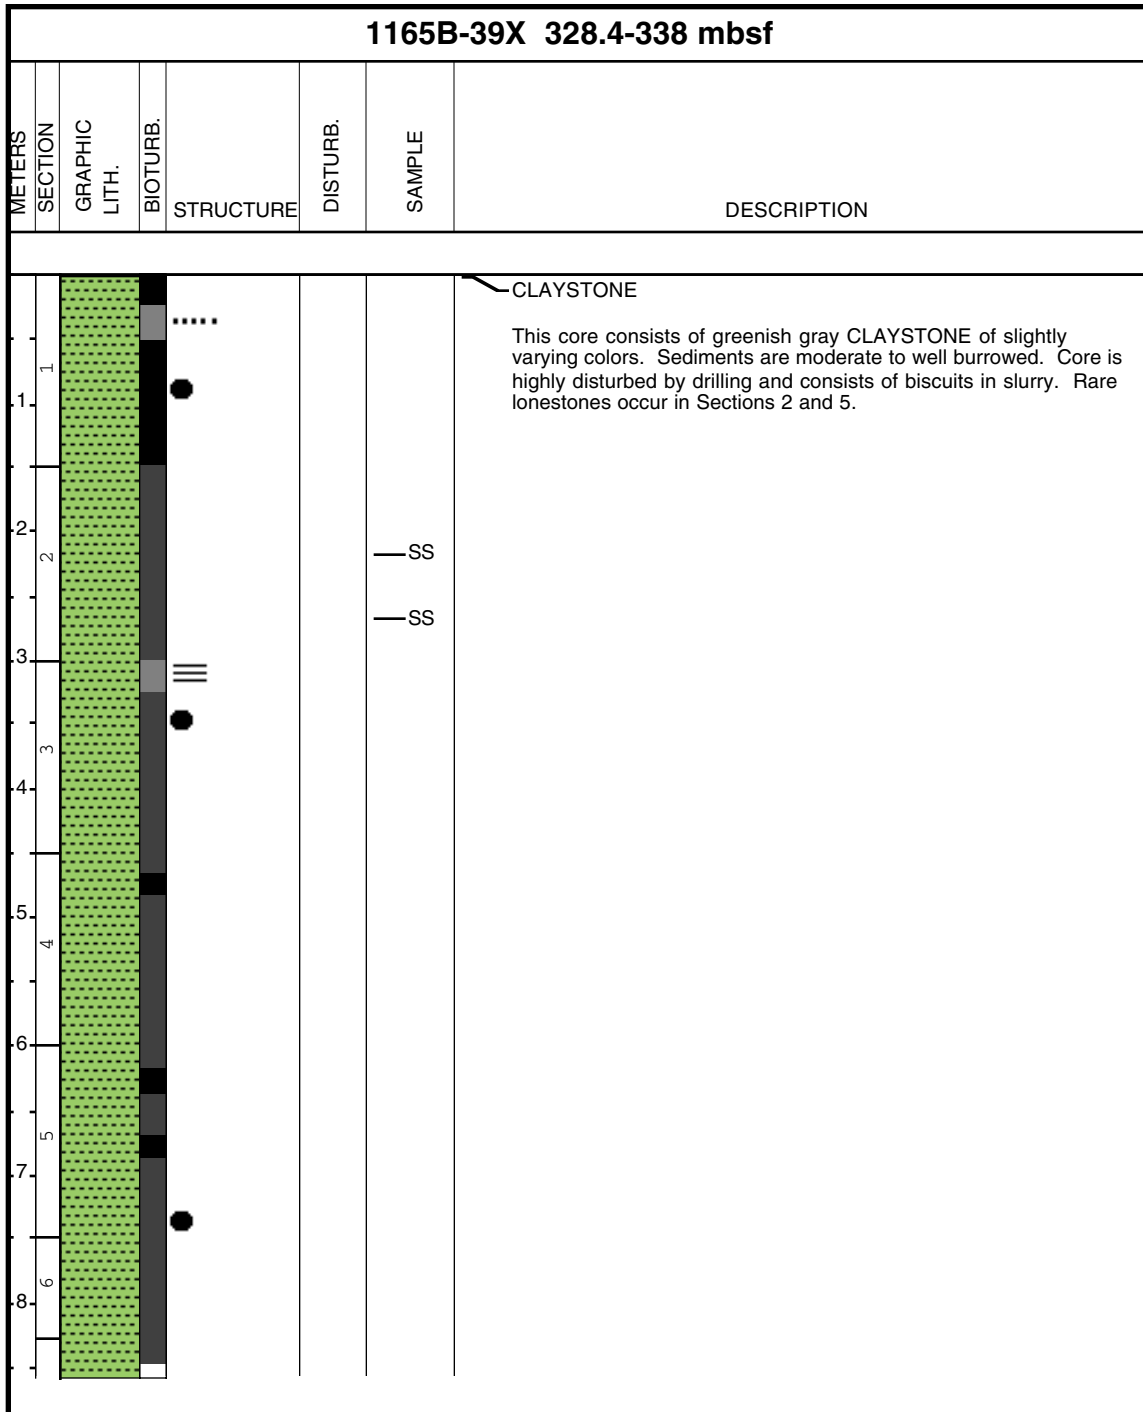 1165B-39X 328.4-338 mbsf
METERS
SECTION
GRAPHIC
LITH.
BIOTURB.
STRUCTURE
DISTURB.
SAMPLE
DESCRIPTION
CLAYSTONE
This core consists of greenish gray CLAYSTONE of slightly
varying colors. Sediments are moderate to well burrowed. Core is
highly disturbed by drilling and consists of biscuits in slurry. Rare
lonestones occur in Sections 2 and 5.
1
1
2
2
SS
SS
3
3
4
5
4
6
5
7
6
8